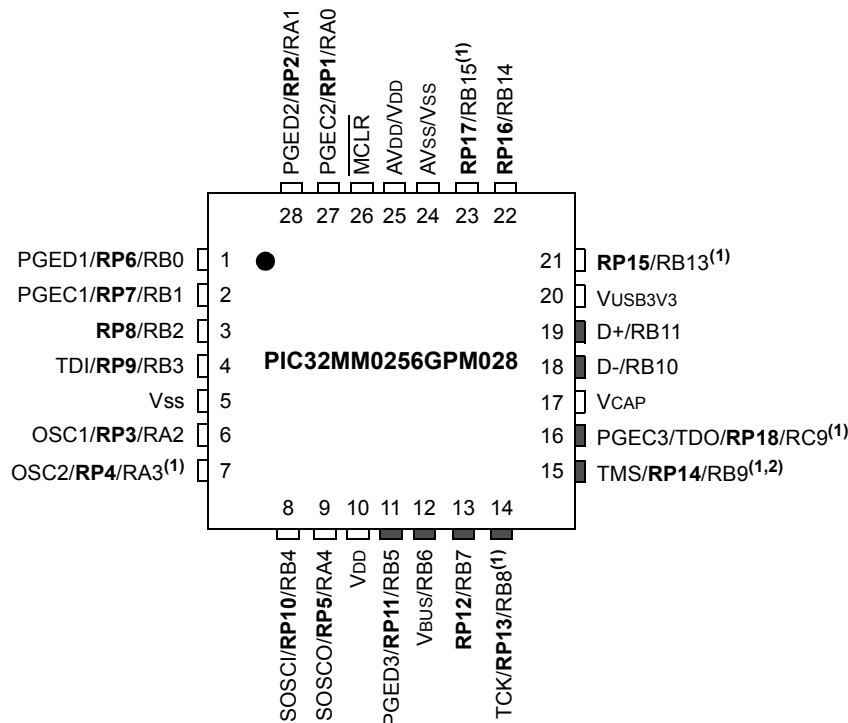 PGED2/RP2/RA1
PGEC2/RP1/RA0
MCLR
AVDD/VDD
AVSS/VSS
RP17/RB15(1)
RP16/RB14
28 27 26 25 24 23 22
PGED1/RP6/RB0 1
PGEC1/RP7/RB1 2
RP8/RB2 3
TDI/RP9/RB3 4
Vss 5
OSC1/RP3/RA2 6
OSC2/RP4/RA3(1) 7
PIC32MM0256GPM028
21 RP15/RB13(1)
20 VUSB3V3
19 D+/RB11
18 D-/RB10
17 VCAP
16 PGEC3/TDO/RP18/RC9(1)
15 TMS/RP14/RB9(1,2)
8 9 10 11 12 13 14
SOSCI/RP10/RB4
SOSCO/RP5/RA4
VDD
PGED3/RP11/RB5
VBUS/RB6
RP12/RB7
TCK/RP13/RB8(1)